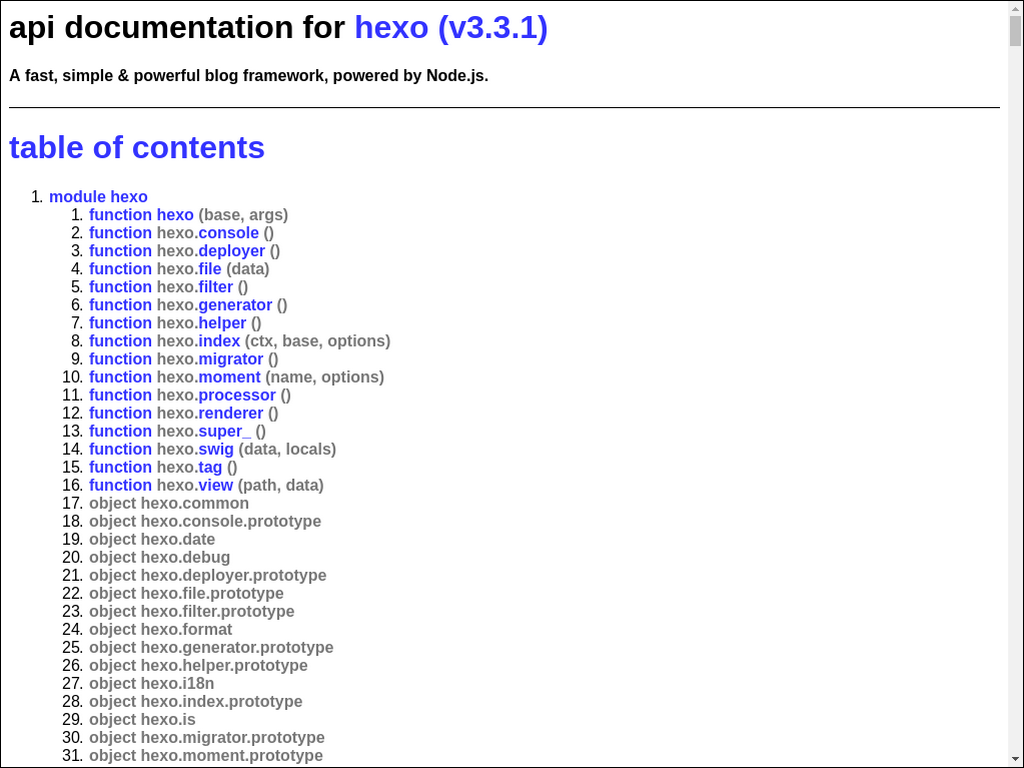 api documentation for hexo (v3.3.1)
A fast, simple & powerful blog framework, powered by Node.js.
table of contents
1. module hexo
1. function hexo (base, args)
2. function hexo.console ()
3. function hexo.deployer ()
4. function hexo.file (data)
5. function hexo.filter ()
6. function hexo.generator ()
7. function hexo.helper ()
8. function hexo.index (ctx, base, options)
9. function hexo.migrator ()
10. function hexo.moment (name, options)
11. function hexo.processor ()
12. function hexo.renderer ()
13. function hexo.super_ ()
14. function hexo.swig (data, locals)
15. function hexo.tag ()
16. function hexo.view (path, data)
17. object hexo.common
18. object hexo.console.prototype
19. object hexo.date
20. object hexo.debug
21. object hexo.deployer.prototype
22. object hexo.file.prototype
23. object hexo.filter.prototype
24. object hexo.format
25. object hexo.generator.prototype
26. object hexo.helper.prototype
27. object hexo.i18n
28. object hexo.index.prototype
29. object hexo.is
30. object hexo.migrator.prototype
31. object hexo.moment.prototype